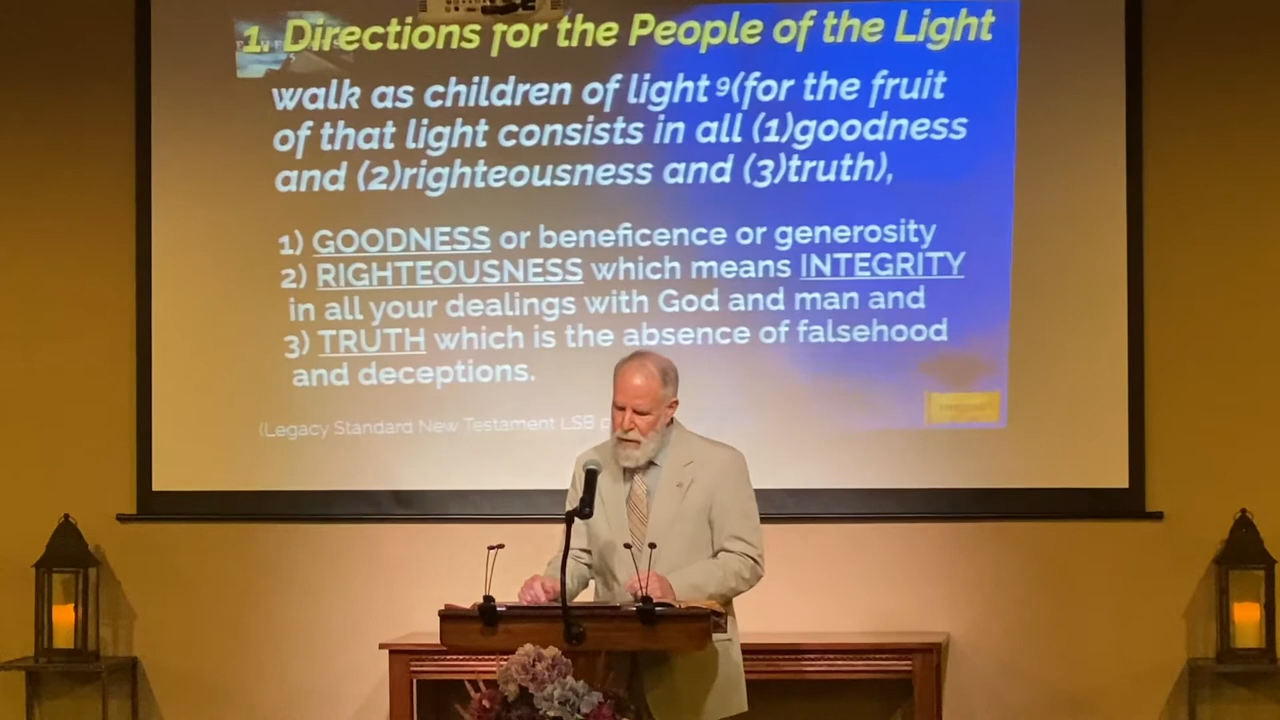 1. Directions for the People of the Light
walk as children of light 9(for the fruit
of that light consists in all (1)goodness
and (2)righteousness and (3)truth),
1) GOODNESS or beneficence or generosity
2) RIGHTEOUSNESS which means INTEGRITY
in all your dealings with God and man and
3) TRUTH which is the absence of falsehood
and deceptions.
(Legacy Standard New Testament LSB p